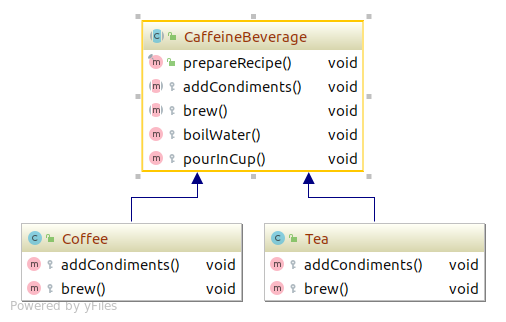 CaffeineBeverage
prepareRecipe() void
addCondiments() void
brew() void
boilWater() void
pourInCup() void
Coffee
addCondiments() void
brew() void
Tea
addCondiments() void
brew() void
Powered by yFiles